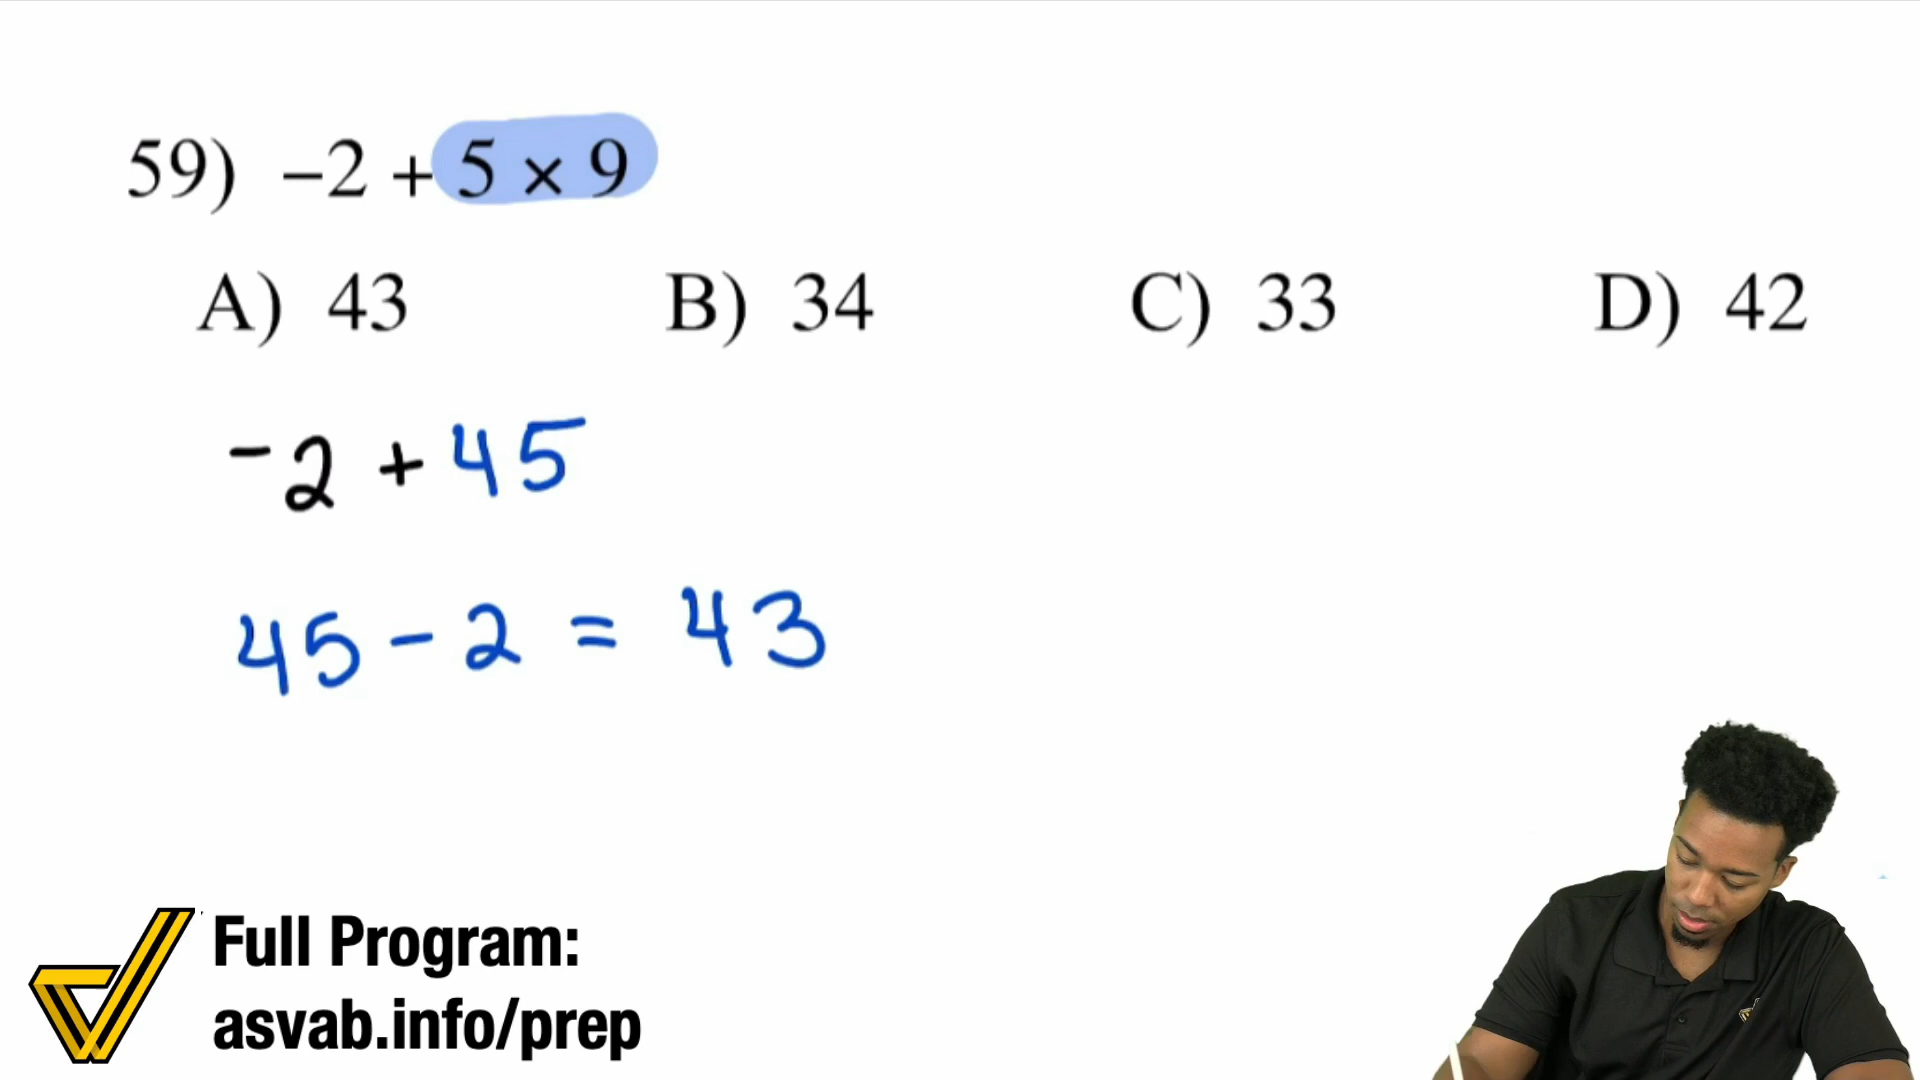 59) −2 + 5 × 9
A) 43 B) 34 C) 33 D) 42
-2 + 45
45 - 2 = 43
Full Program:
asvab.info/prep